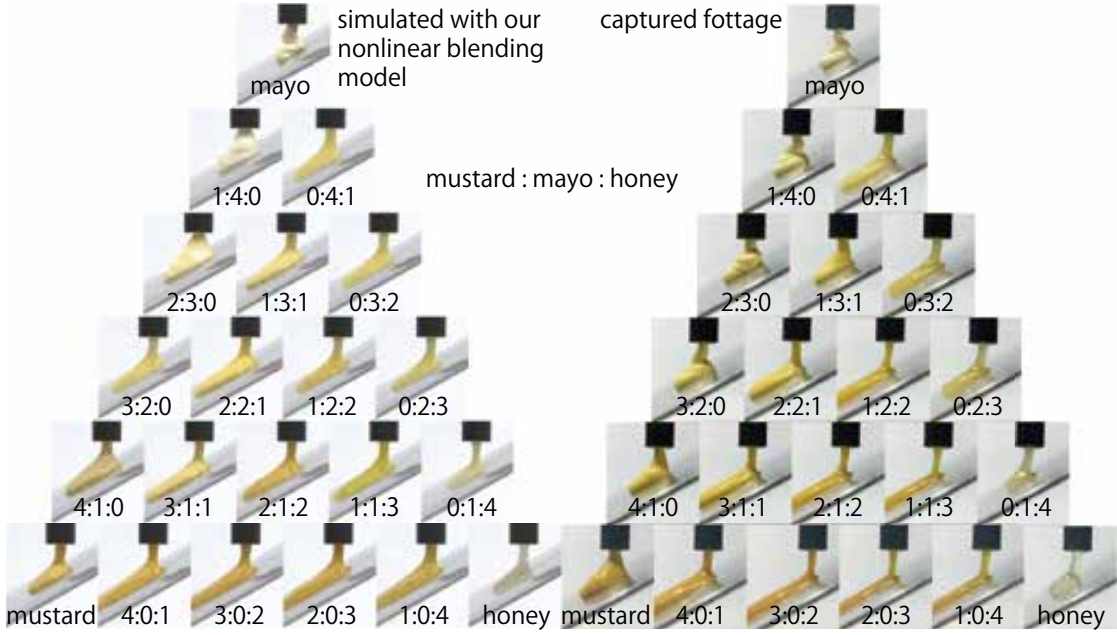 simulated with our
nonlinear blending
model
captured fottage
mayo
mayo
1:4:0 0:4:1
mustard : mayo : honey
1:4:0 0:4:1
2:3:0 1:3:1 0:3:2
2:3:0 1:3:1 0:3:2
3:2:0 2:2:1 1:2:2 0:2:3
3:2:0 2:2:1 1:2:2 0:2:3
4:1:0 3:1:1 2:1:2 1:1:3 0:1:4
4:1:0 3:1:1 2:1:2 1:1:3 0:1:4
mustard 4:0:1 3:0:2 2:0:3 1:0:4 honey
mustard 4:0:1 3:0:2 2:0:3 1:0:4 honey